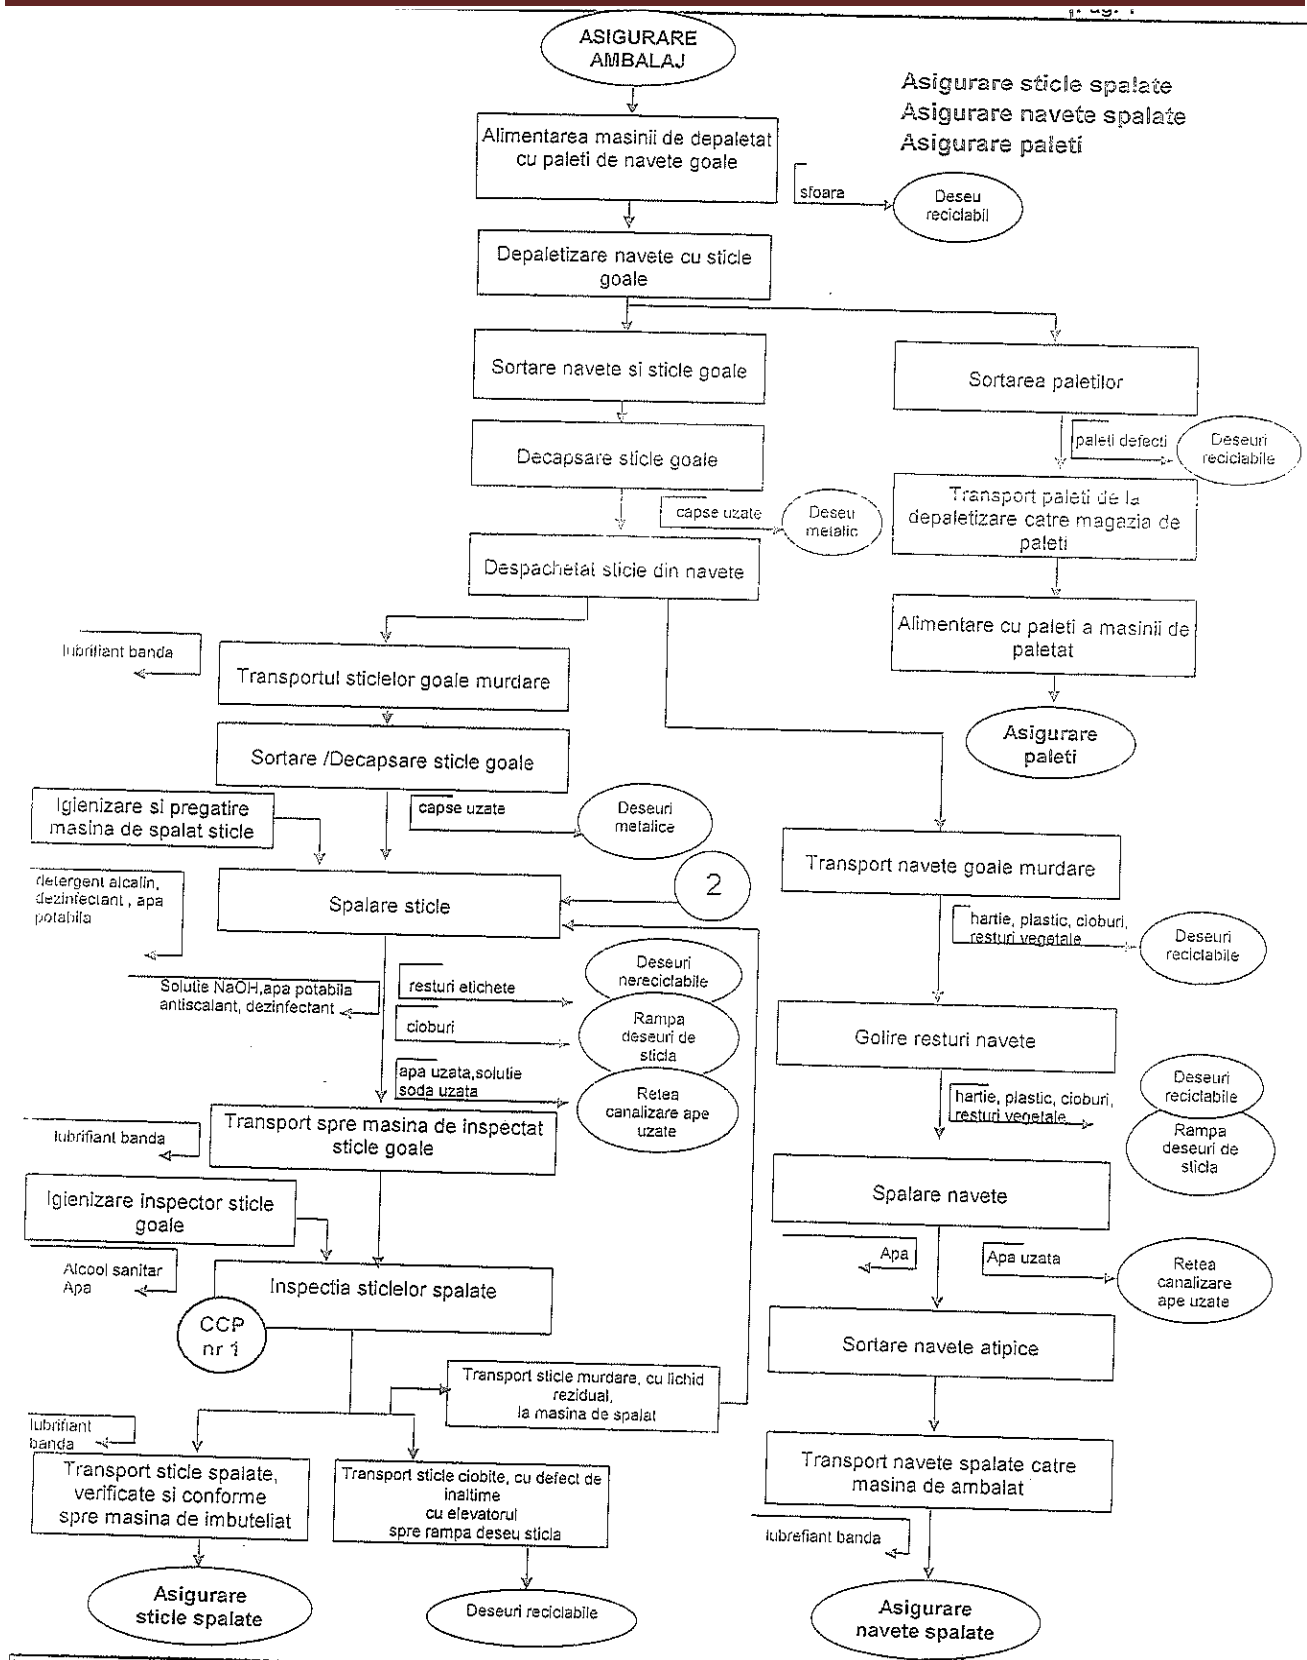 ASIGURARE
AMBALAJ
Asigurare sticle spalate
Asigurare navete spalate
Asigurare paleti
Alimentarea masinii de depaletat
cu paleti de navete goale
sfoara
Deseu
reciclabil
Depaletizare navete cu sticle
goale
Sortare navete si sticle goale
Sortarea paletilor
paleti defecti
Deseuri
reciclabile
Decapsare sticle goale
capse uzate
Deseu
metalic
Transport paleti de la
depaletizare catre magazia de
paleti
Despachetat sticle din navete
Alimentare cu paleti a masinii de
paletat
lubrifiant banda
Transportul sticlelor goale murdare
Asigurare
paleti
Sortare /Decapsare sticle goale
Igienizare si pregatire
masina de spalat sticle
capse uzate
Deseuri
metalice
Transport navete goale murdare
2
detergent alcalin,
dezinfectant , apa
potabila
Spalare sticle
hartie, plastic, cioburi,
resturi vegetale
Deseuri
reciclabile
Solutie NaOH,apa potabila
antiscalant, dezinfectant
resturi etichete
Deseuri
nereciclabile
cioburi
Rampa
deseuri de
sticla
Golire resturi navete
apa uzata,solutie
soda uzata
Retea
canalizare ape
uzate
hartie, plastic, cioburi,
resturi vegetale
Deseuri
reciclabile
Rampa
deseuri de
sticla
lubrifiant banda
Transport spre masina de inspectat
sticle goale
Igienizare inspector sticle
goale
Spalare navete
Alcool sanitar
Apa
Apa
Apa uzata
Retea
canalizare
ape uzate
Inspectia sticlelor spalate
CCP
nr 1
Sortare navete atipice
Transport sticle murdare, cu lichid
rezidual,
la masina de spalat
lubrifiant
banda
Transport sticle spalate,
verificate si conforme
spre masina de imbuteliat
Transport sticle ciobite, cu defect de
inaltime
cu elevatorul
spre rampa deseu sticla
Transport navete spalate catre
masina de ambalat
lubrefiant banda
Asigurare
sticle spalate
Deseuri reciclabile
Asigurare
navete spalate